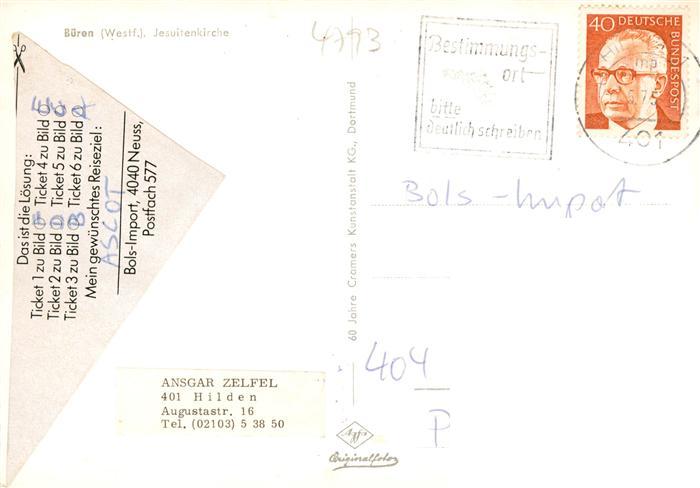 Büren (Westf.), Jesuitenkirche
4793
Bestimmungs-
ort
bitte
deutlich schreiben
40 DEUTSCHE
BUNDESPOST
401
Das ist die Lösung:
Ticket 1 zu Bild F Ticket 4 zu Bild E
Ticket 2 zu Bild D Ticket 5 zu Bild C
Ticket 3 zu Bild B Ticket 6 zu Bild A
Mein gewünschtes Reiseziel:
ASCOT
Bols-Import, 4040 Neuss,
Postfach 577
60 Jahre Cramers Kunstanstalt KG., Dortmund
Bols-Import
404
P
ANSGAR ZELFEL
401 Hilden
Augustastr. 16
Tel. (02103) 5 38 50
Agfa
Originalfoto